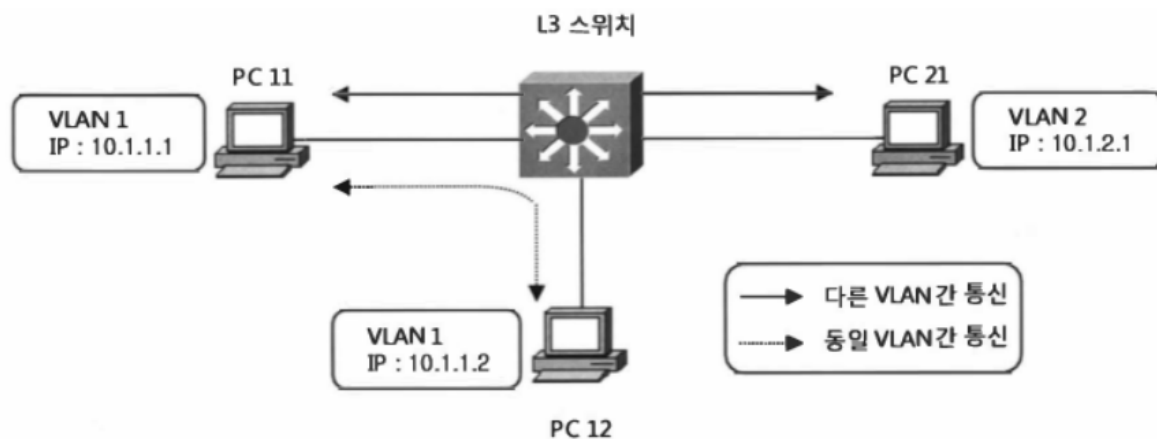 L3 스위치
PC 11
VLAN 1
IP : 10.1.1.1
PC 21
VLAN 2
IP : 10.1.2.1
VLAN 1
IP : 10.1.1.2
PC 12
다른 VLAN간 통신
동일 VLAN간 통신